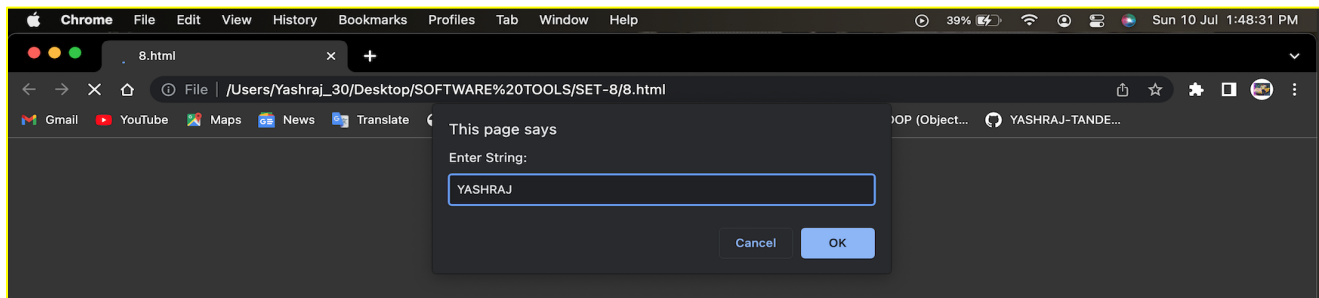 Chrome File Edit View History Bookmarks Profiles Tab Window Help 39% Sun 10 Jul 1:48:31 PM
8.html
File | /Users/Yashraj_30/Desktop/SOFTWARE%20TOOLS/SET-8/8.html
Gmail YouTube Maps GE News Translate OOP (Object... YASHRAJ-TANDE...
This page says
Enter String:
YASHRAJ
Cancel OK